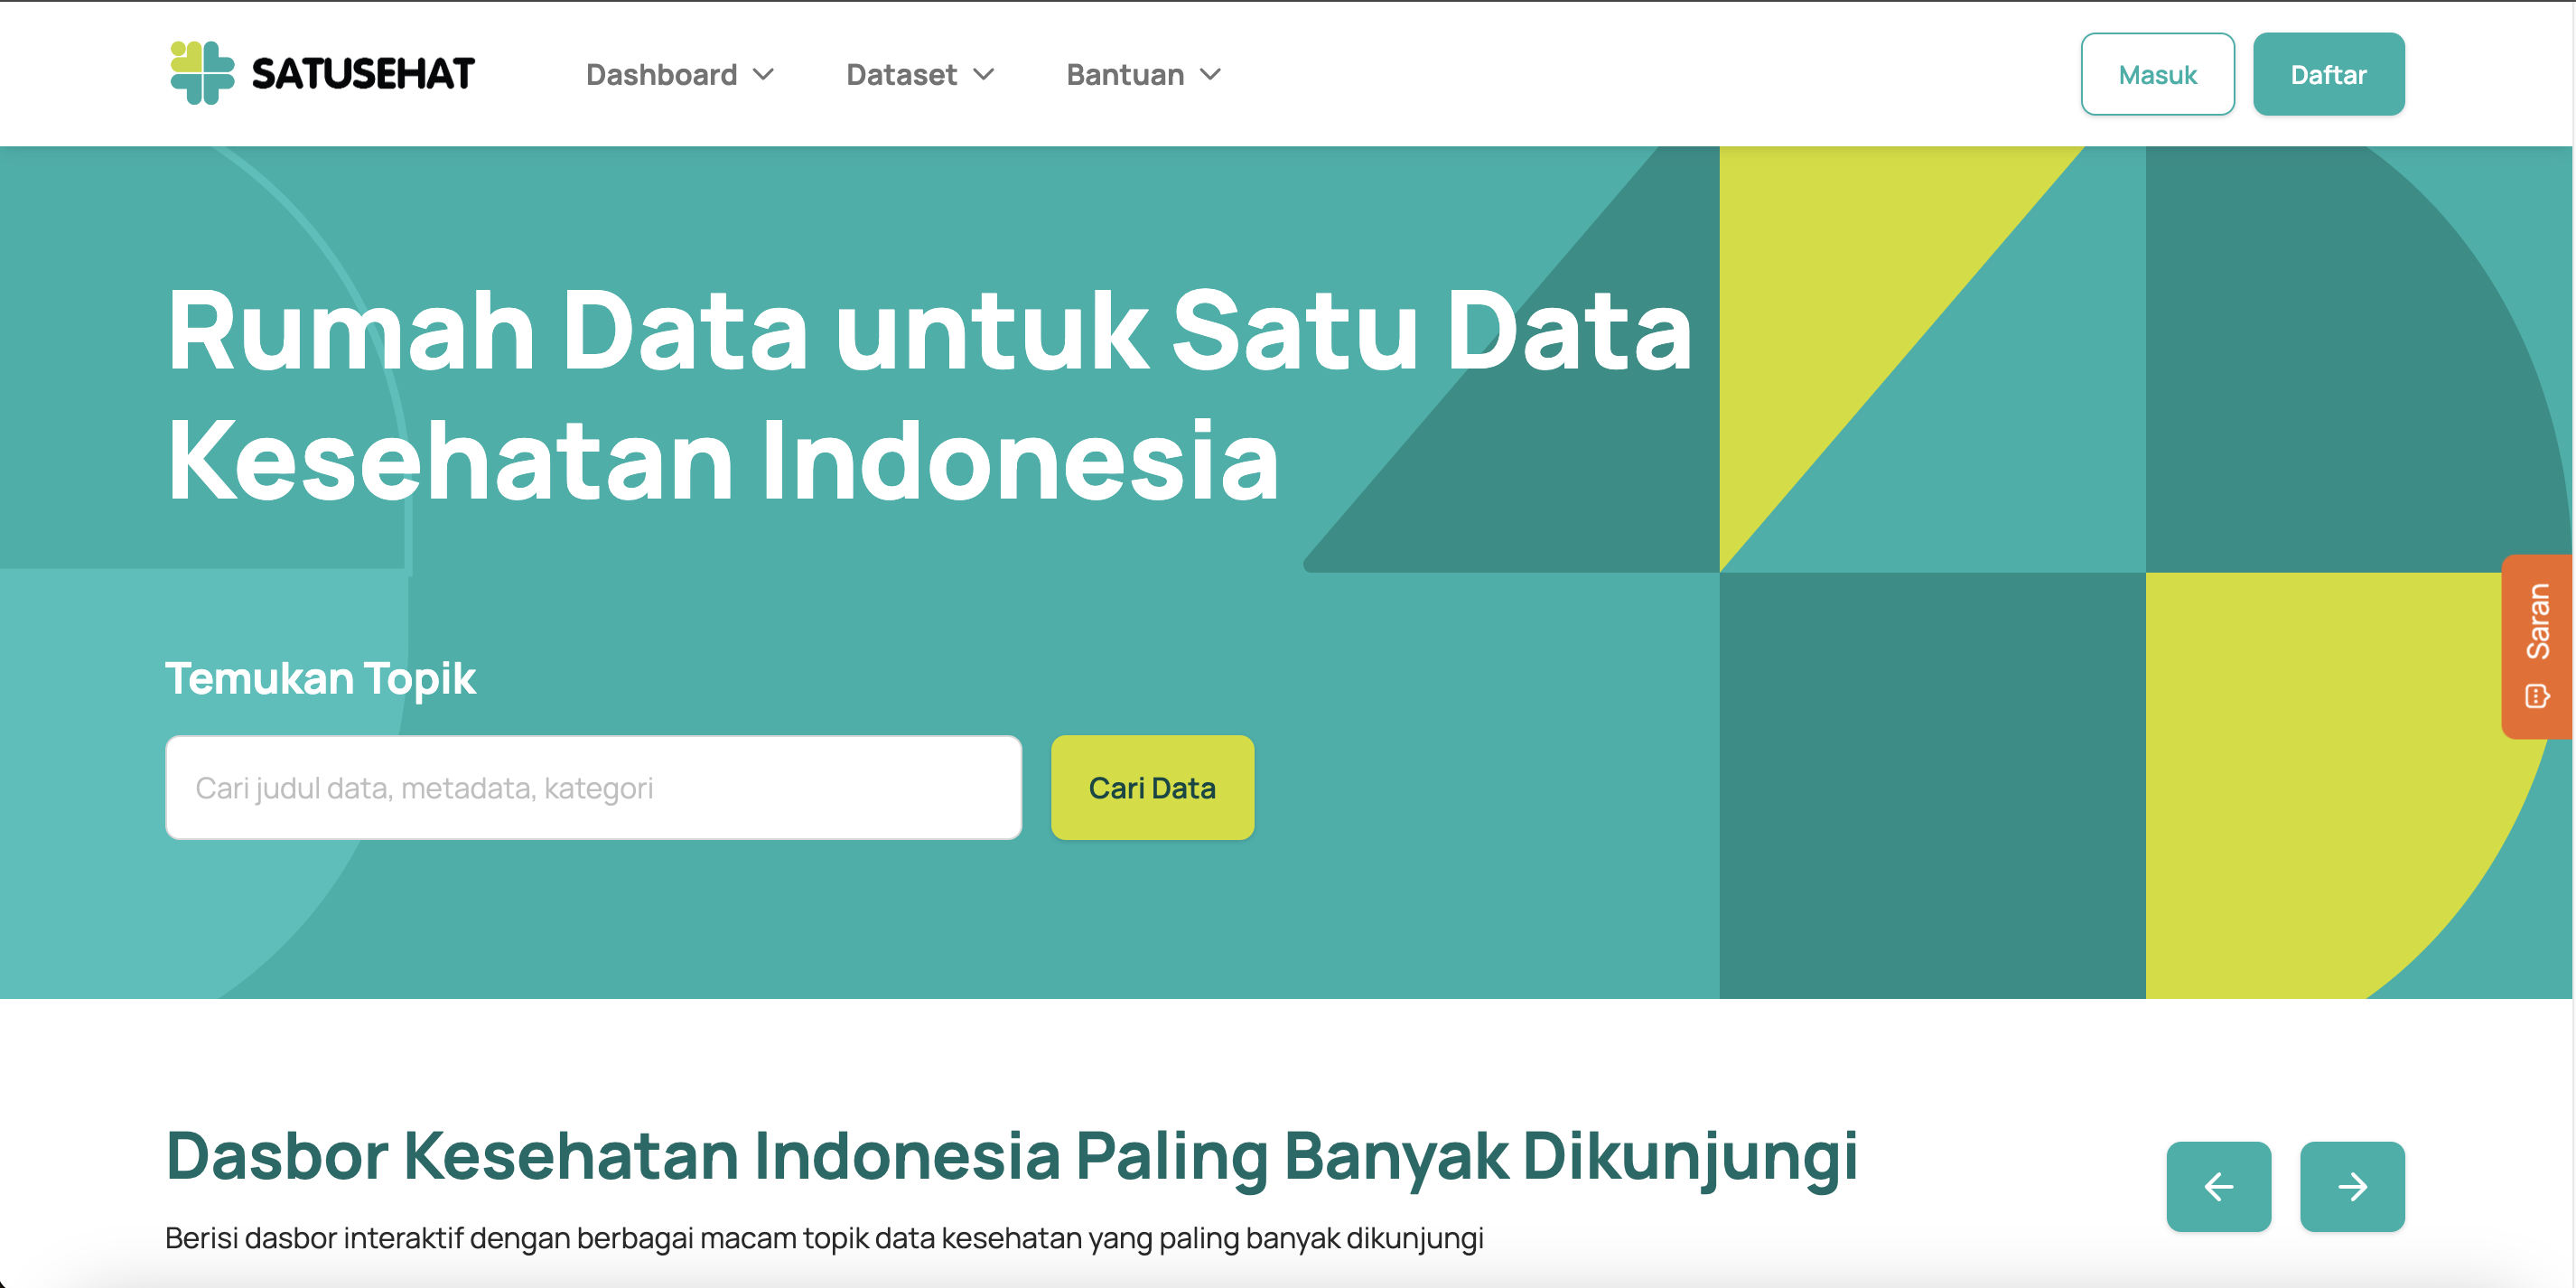 SATUSEHAT
Dashboard
Dataset
Bantuan
Masuk
Daftar
Rumah Data untuk Satu Data
Kesehatan Indonesia
Temukan Topik
Cari judul data, metadata, kategori
Cari Data
Saran
Dasbor Kesehatan Indonesia Paling Banyak Dikunjungi
Berisi dasbor interaktif dengan berbagai macam topik data kesehatan yang paling banyak dikunjungi